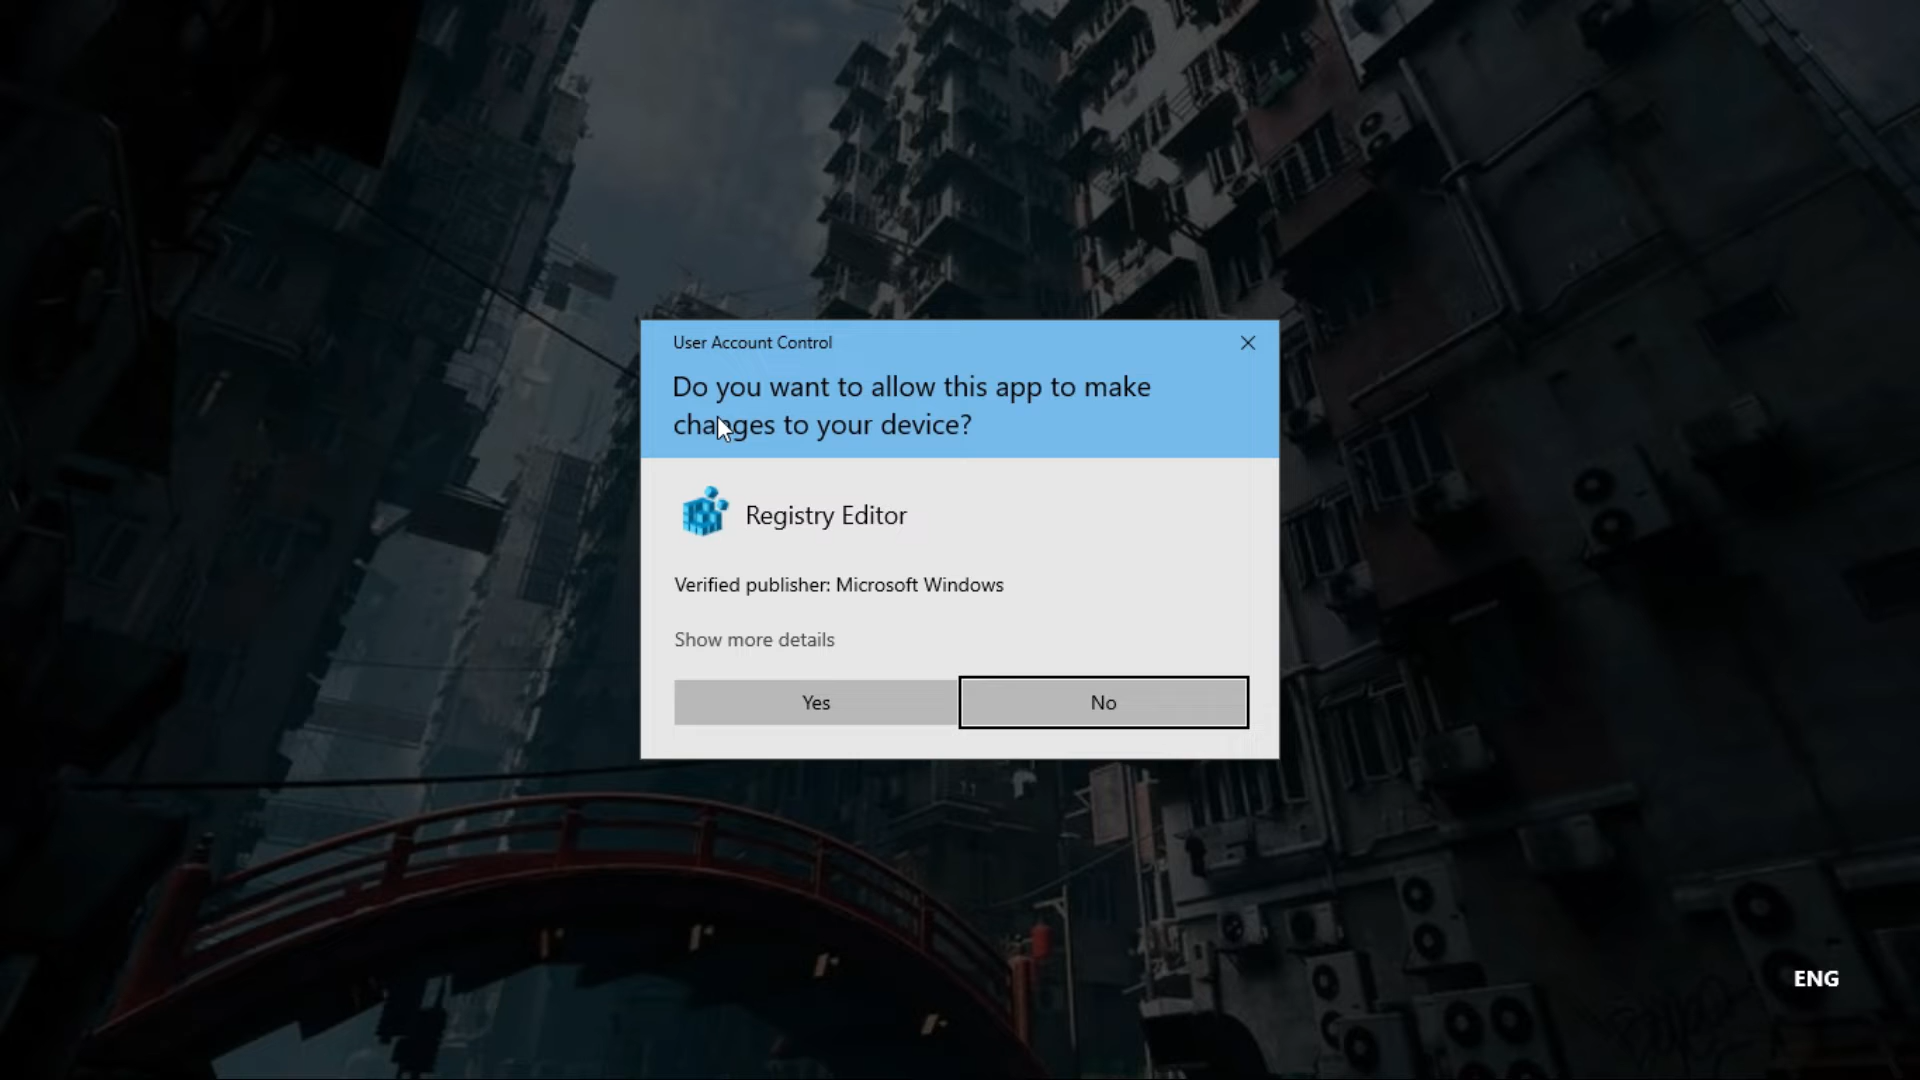 User Account Control
Do you want to allow this app to make
changes to your device?
Registry Editor
Verified publisher: Microsoft Windows
Show more details
Yes
No
ENG